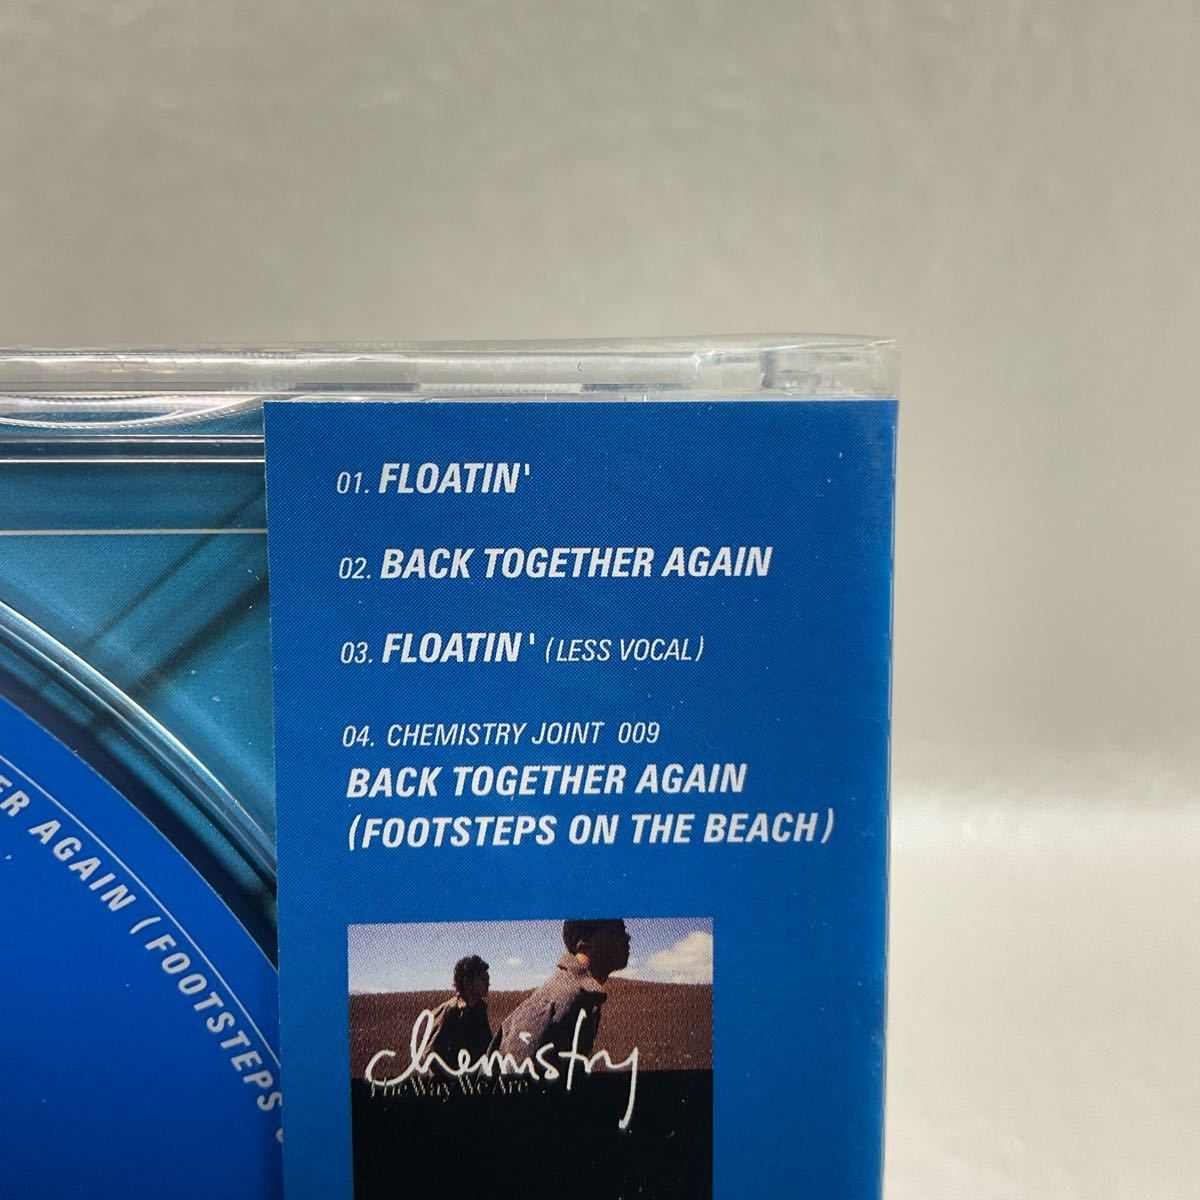 01. FLOATIN'
02. BACK TOGETHER AGAIN
03. FLOATIN' (LESS VOCAL)
04. CHEMISTRY JOINT 009
BACK TOGETHER AGAIN
(FOOTSTEPS ON THE BEACH)
chemistry
The Way We Are
ER AGAIN (FOOTSTEPS